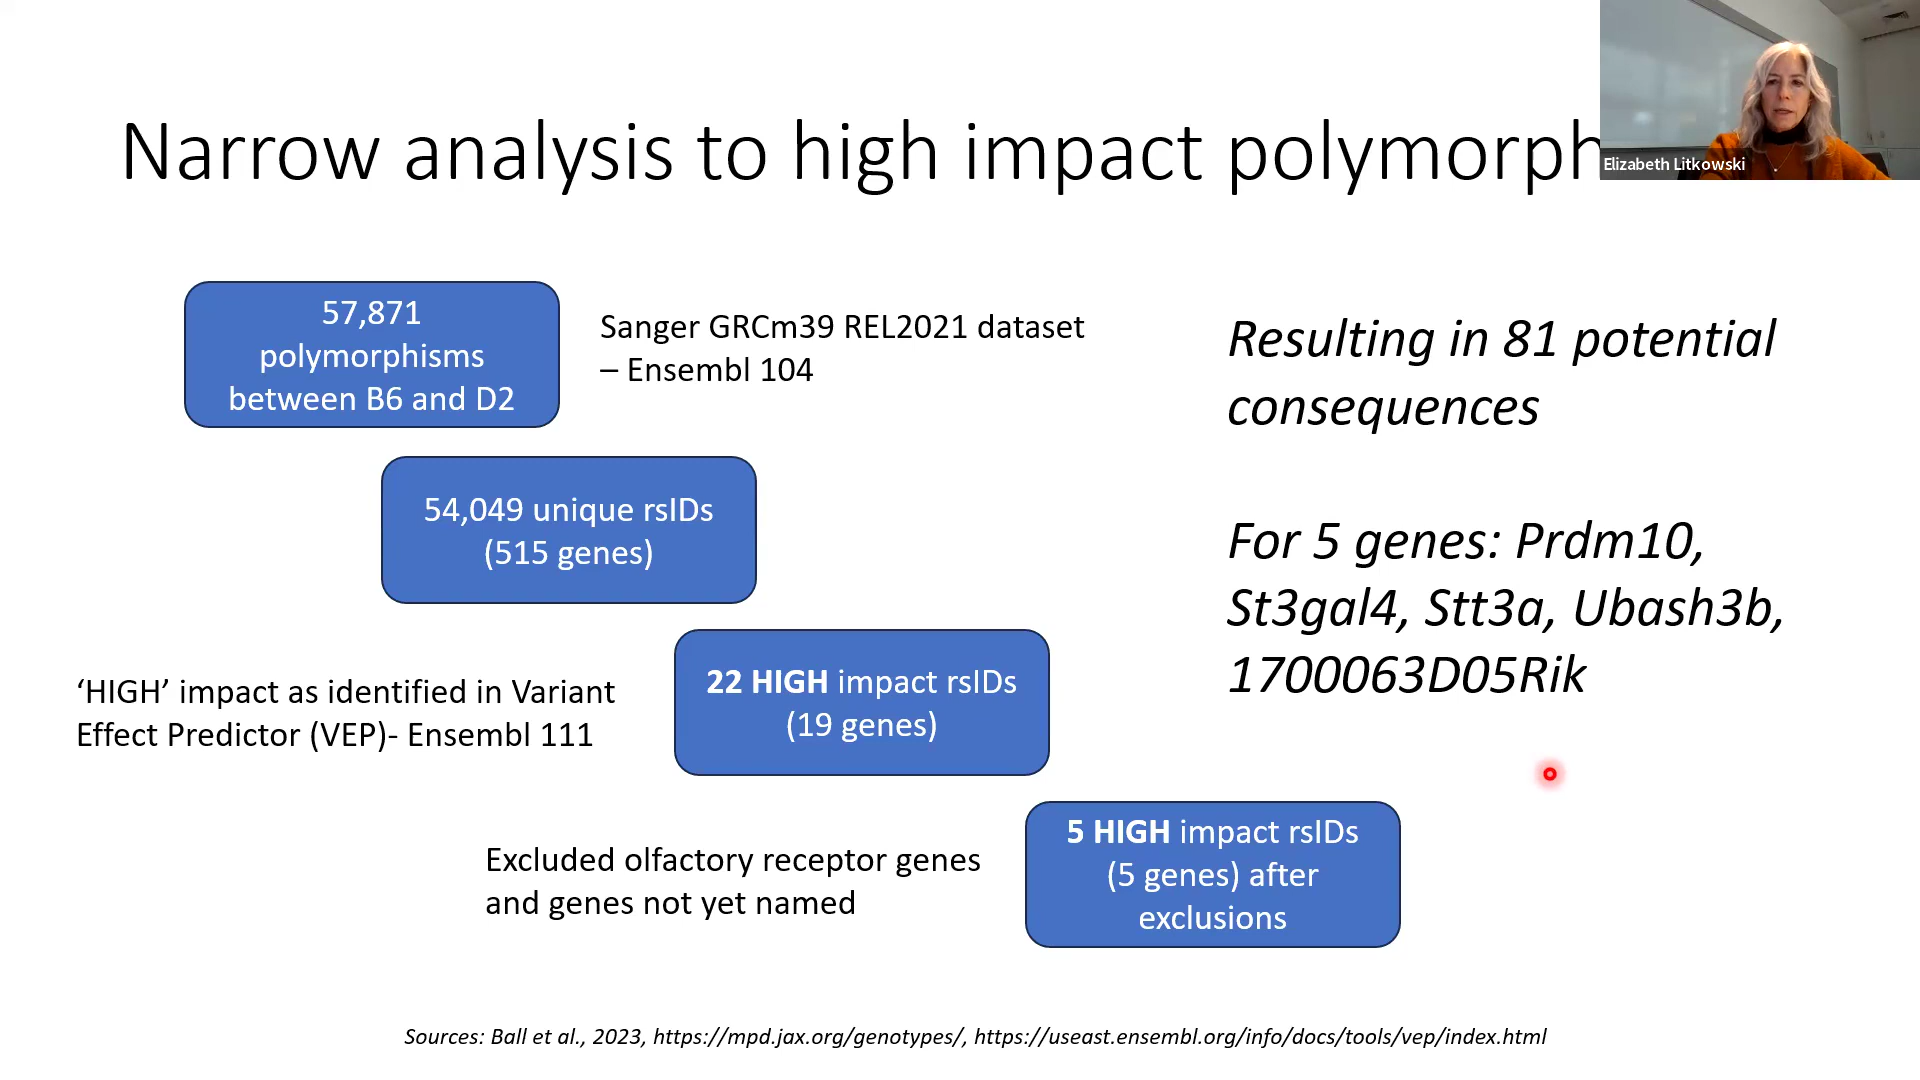 Narrow analysis to high impact polymorph
Elizabeth Litkowski
57,871
polymorphisms
between B6 and D2
Sanger GRCm39 REL2021 dataset
– Ensembl 104
Resulting in 81 potential
consequences
54,049 unique rsIDs
(515 genes)
For 5 genes: Prdm10,
St3gal4, Stt3a, Ubash3b,
1700063D05Rik
‘HIGH’ impact as identified in Variant
Effect Predictor (VEP)- Ensembl 111
22 HIGH impact rsIDs
(19 genes)
Excluded olfactory receptor genes
and genes not yet named
5 HIGH impact rsIDs
(5 genes) after
exclusions
Sources: Ball et al., 2023, https://mpd.jax.org/genotypes/, https://useast.ensembl.org/info/docs/tools/vep/index.html